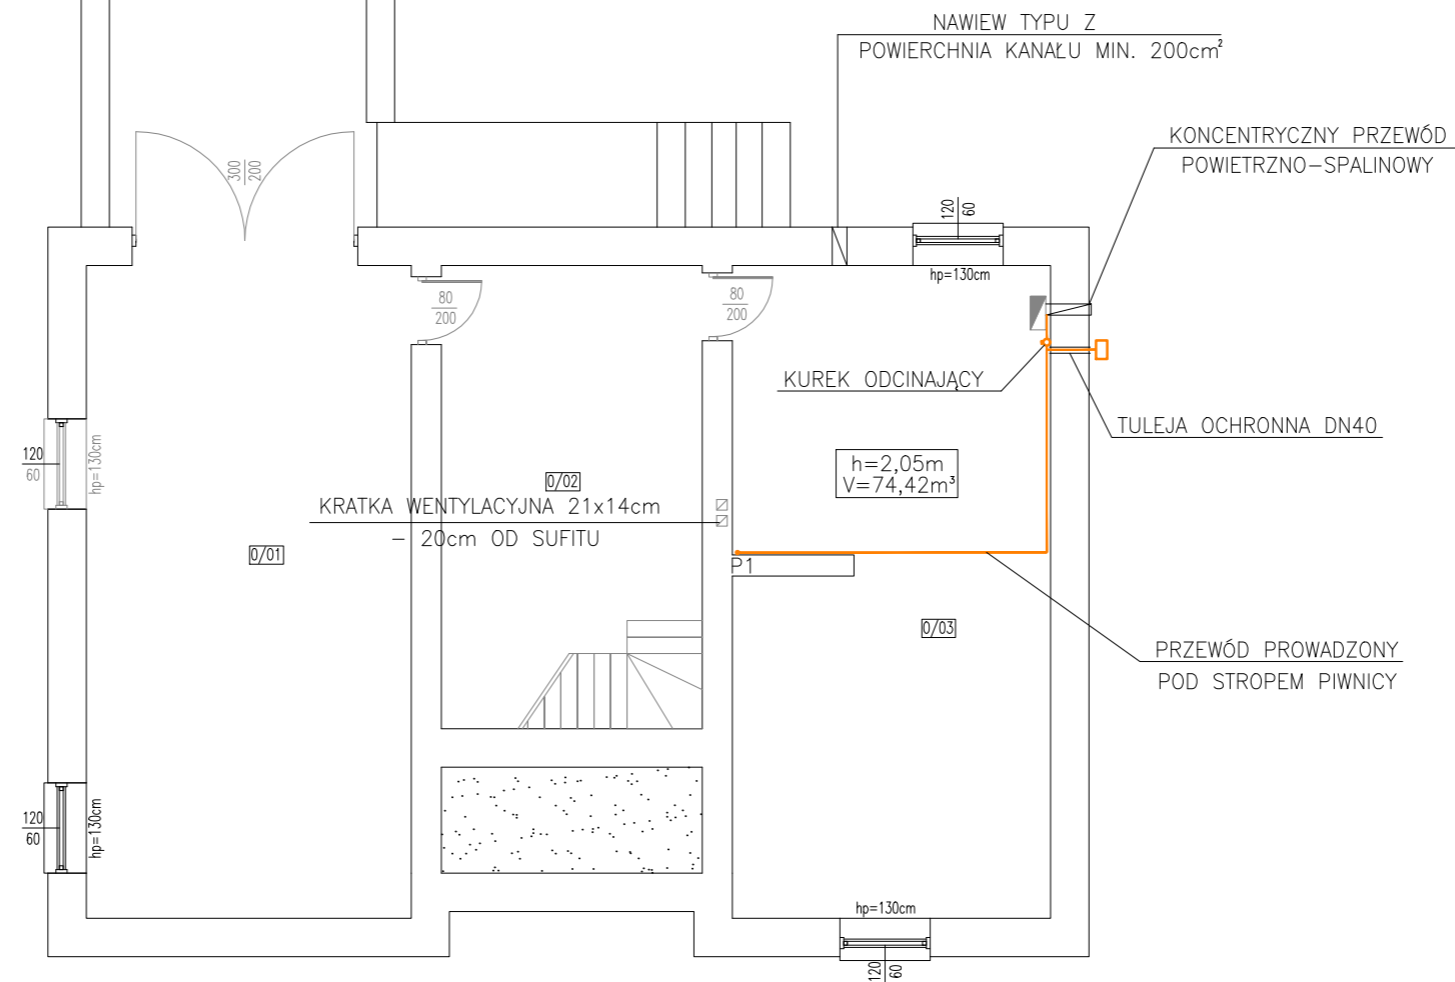 NAWIEW TYPU Z
POWIERCHNIA KANAŁU MIN. 200cm²
KONCENTRYCZNY PRZEWÓD
POWIETRZNO-SPALINOWY
300
200
120
60
hp=130cm
80
200
80
200
KUREK ODCINAJĄCY
TULEJA OCHRONNA DN40
h=2,05m
V=74,42m³
120
60
hp=130cm
0/02
KRATKA WENTYLACYJNA 21x14cm
- 20cm OD SUFITU
0/01
P1
0/03
PRZEWÓD PROWADZONY
POD STROPEM PIWNICY
120
60
hp=130cm
hp=130cm
120
60